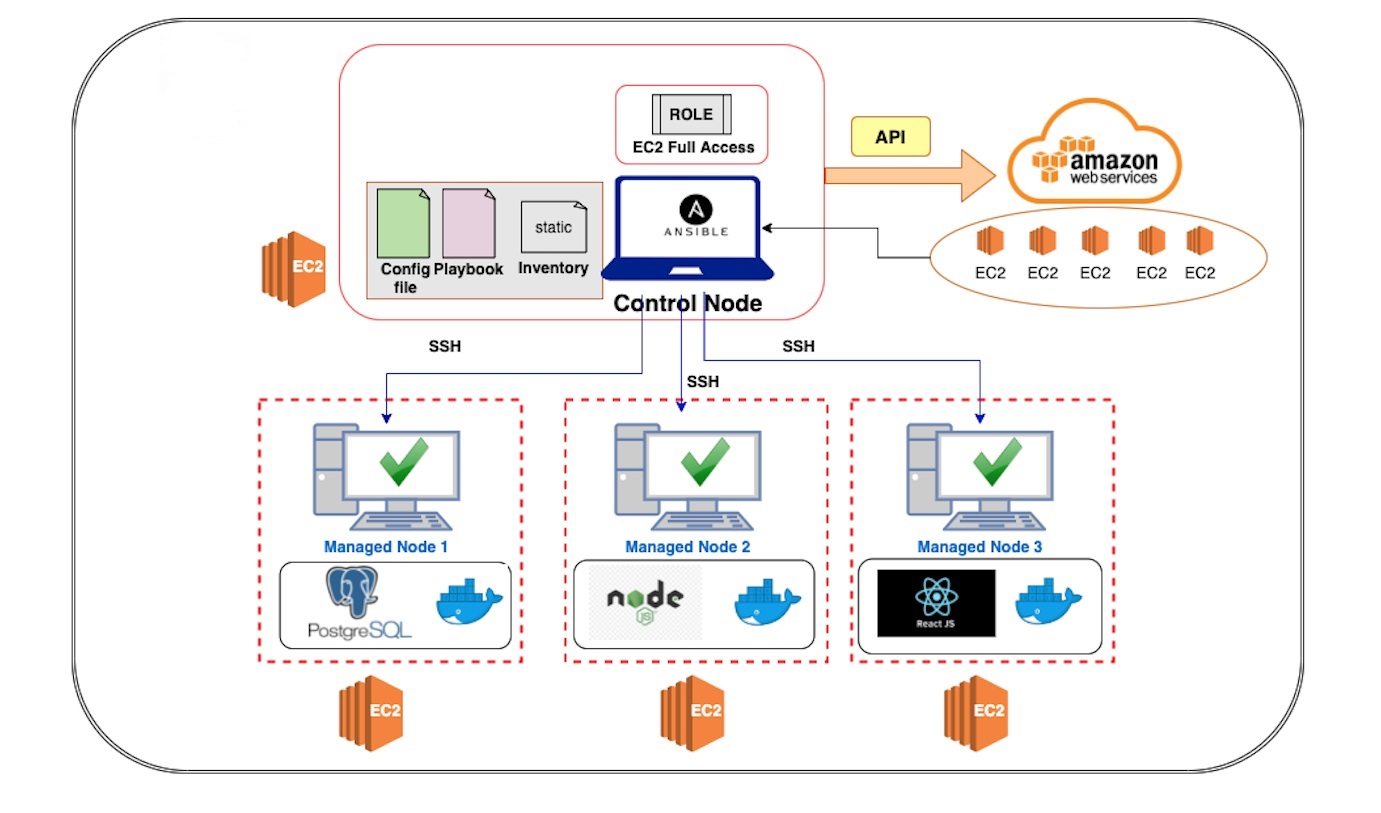 ROLE
EC2 Full Access
API
amazon
web services
ANSIBLE
static
Config
file
Playbook
Inventory
EC2
Control Node
EC2
EC2
EC2
EC2
EC2
SSH
SSH
SSH
Managed Node 1
Managed Node 2
Managed Node 3
PostgreSQL
node
JS
React JS
EC2
EC2
EC2